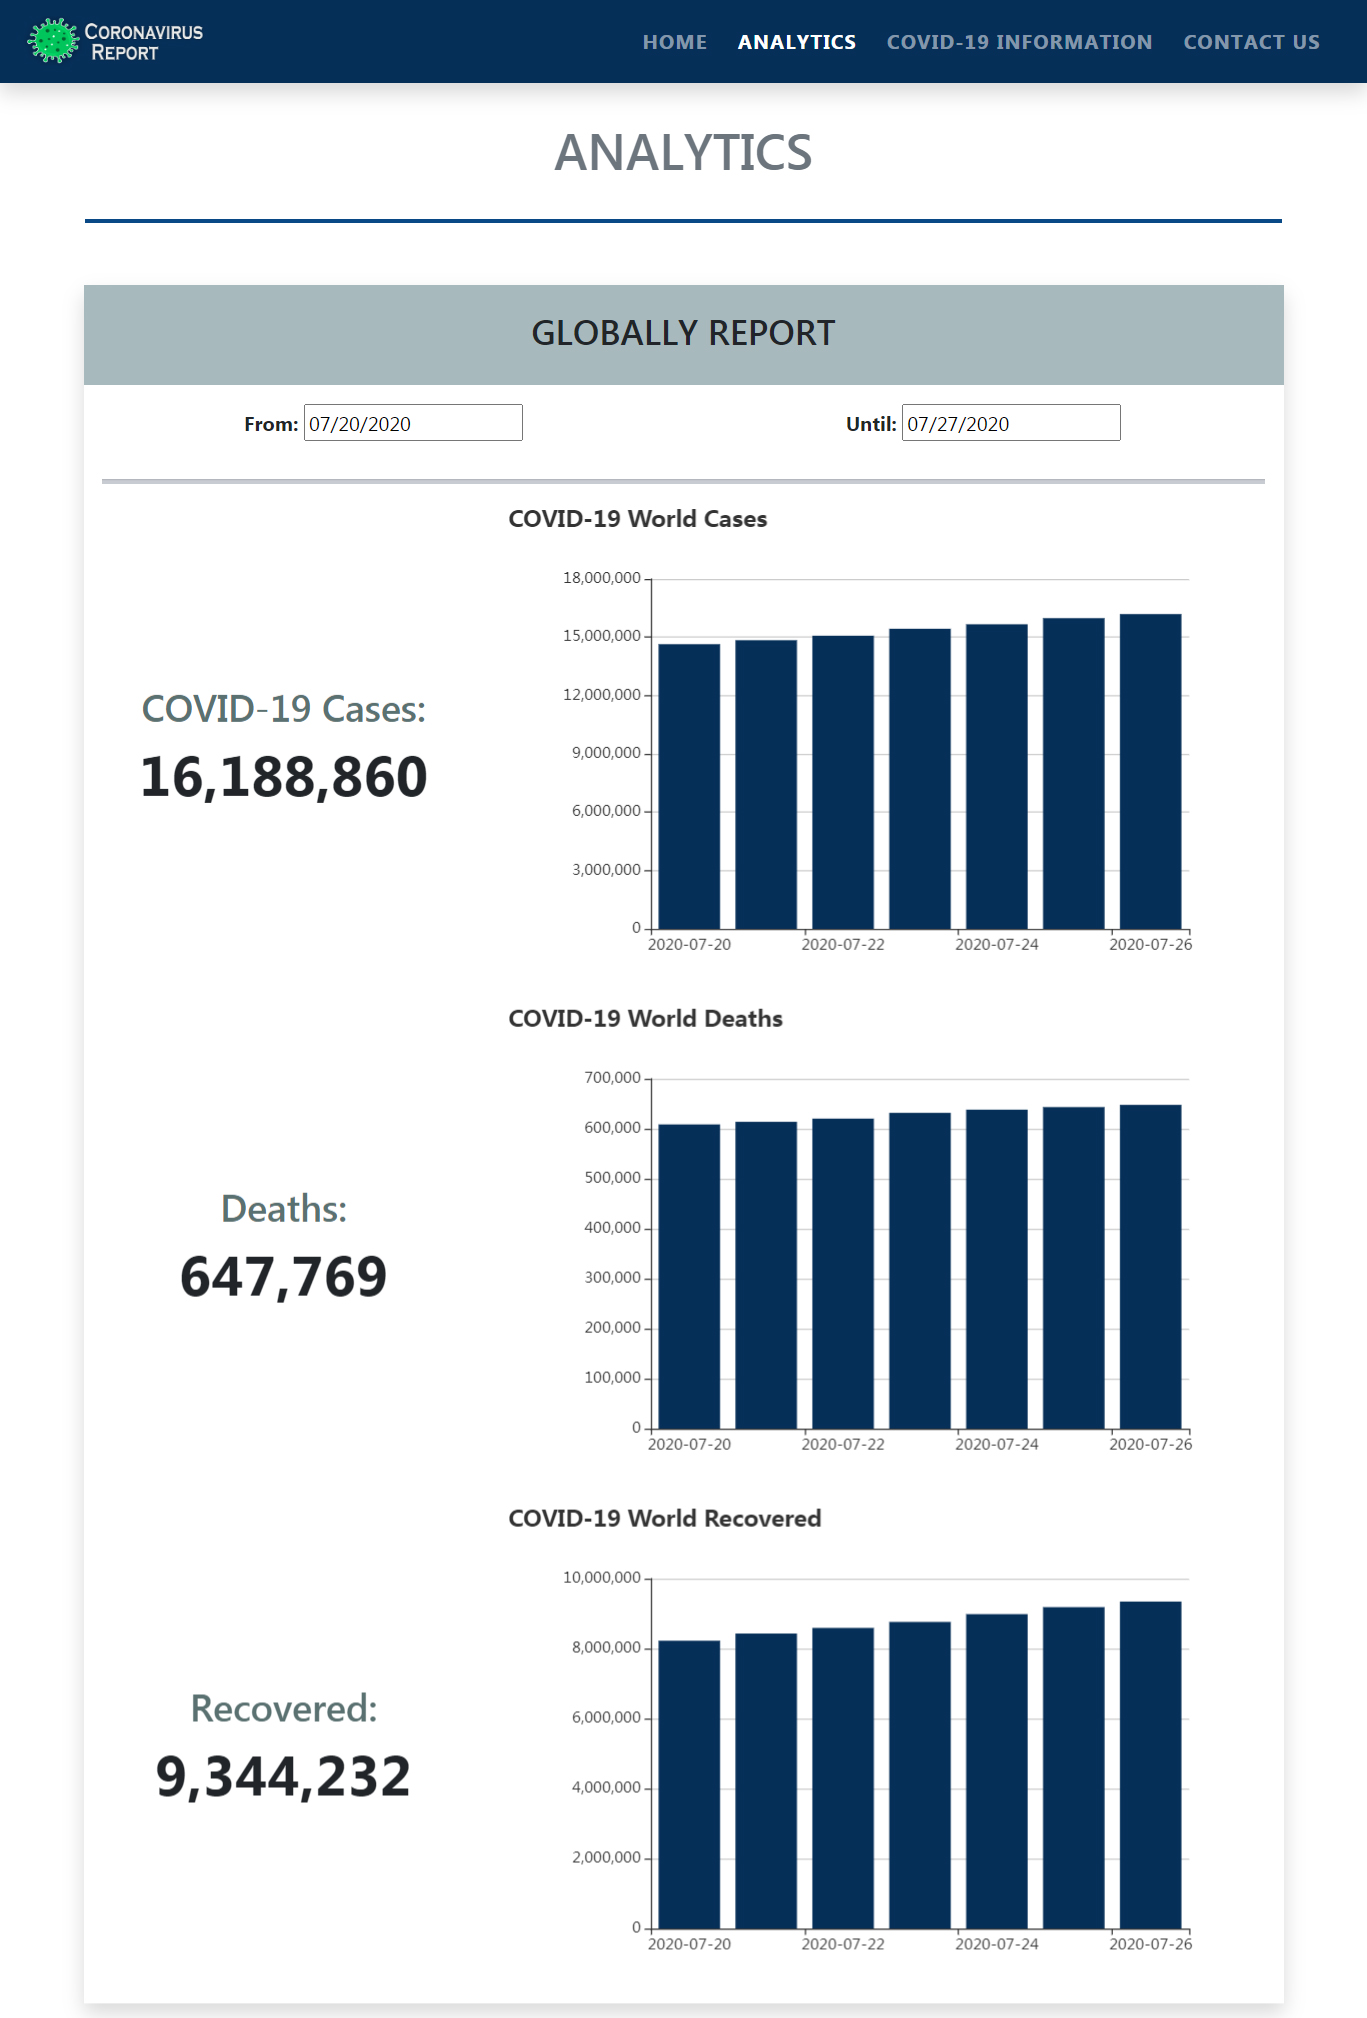 CORONAVIRUS
REPORT
HOME ANALYTICS COVID-19 INFORMATION CONTACT US
ANALYTICS
GLOBALLY REPORT
From: 07/20/2020 Until: 07/27/2020
COVID-19 World Cases
COVID-19 Cases:
16,188,860
18,000,000
15,000,000
12,000,000
9,000,000
6,000,000
3,000,000
0
2020-07-20 2020-07-22 2020-07-24 2020-07-26
COVID-19 World Deaths
Deaths:
647,769
700,000
600,000
500,000
400,000
300,000
200,000
100,000
0
2020-07-20 2020-07-22 2020-07-24 2020-07-26
COVID-19 World Recovered
Recovered:
9,344,232
10,000,000
8,000,000
6,000,000
4,000,000
2,000,000
0
2020-07-20 2020-07-22 2020-07-24 2020-07-26